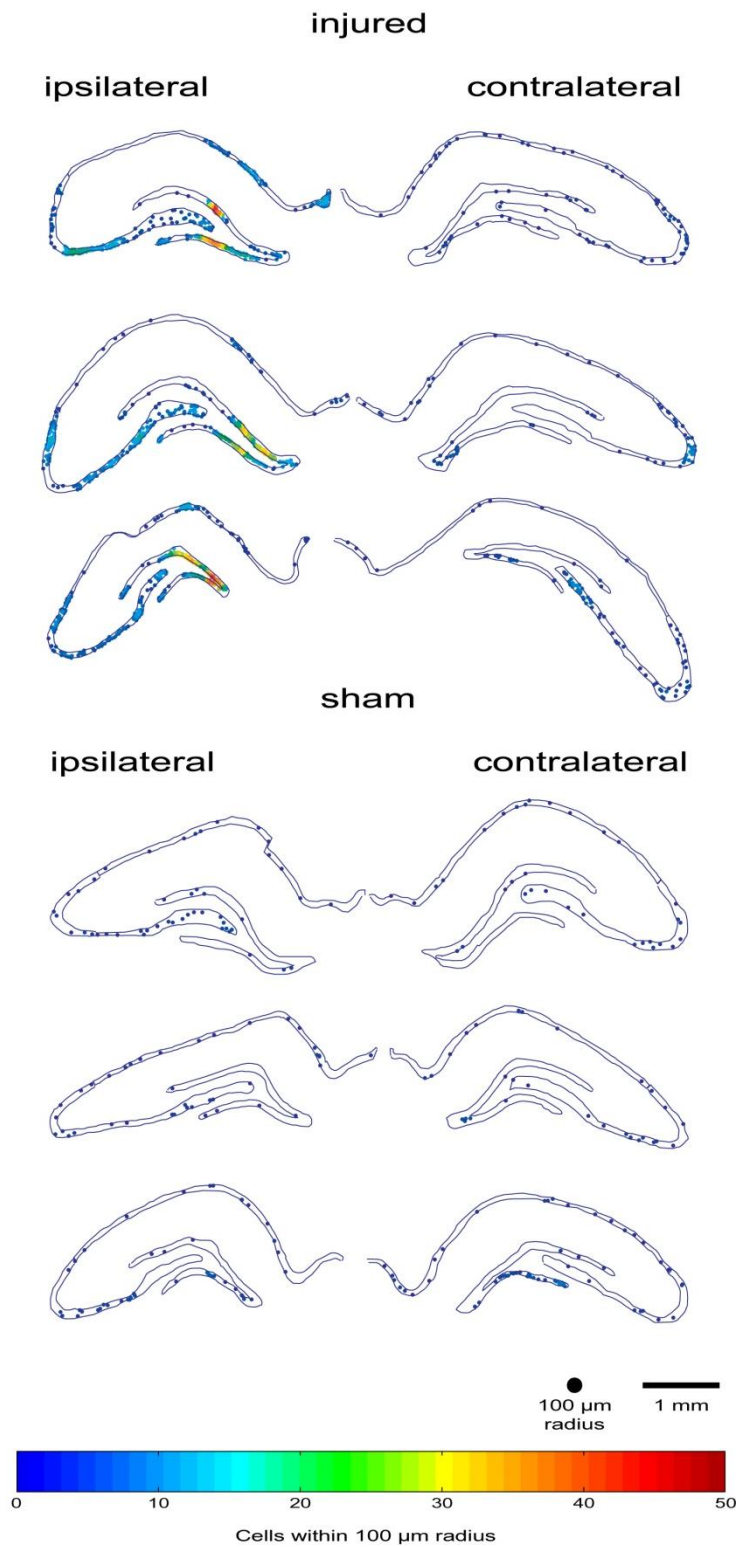 injured
ipsilateral contralateral
sham
ipsilateral contralateral
100 µm
radius
1 mm
0 10 20 30 40 50
Cells within 100 µm radius